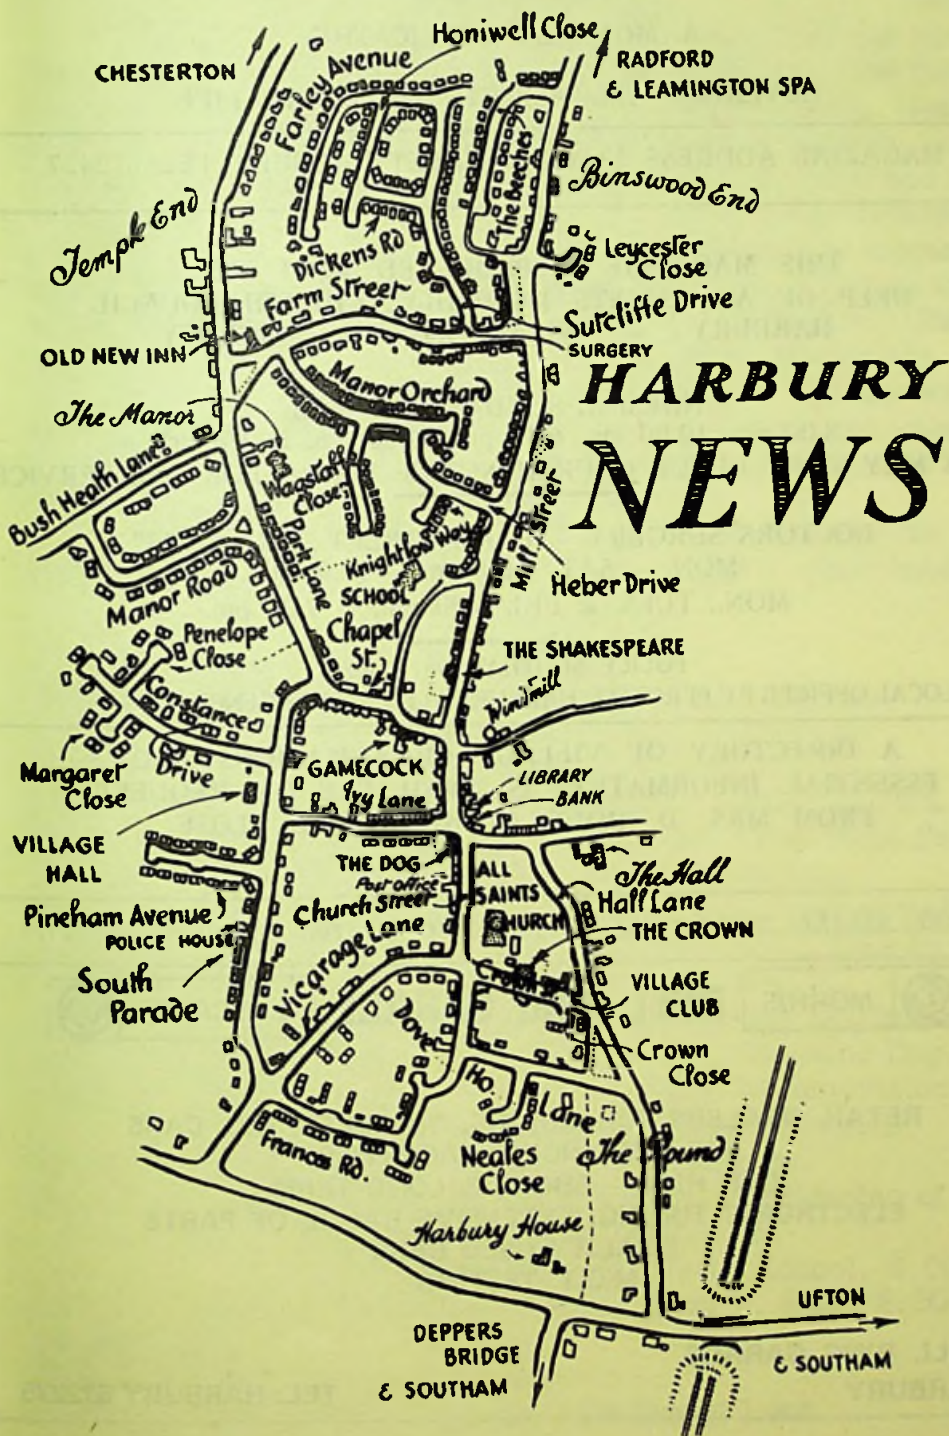 Honiwell Close
CHESTERTON
RADFORD
& LEAMINGTON SPA
Farley Avenue
The Beeches
Binswood End
Temple End
Dickens Rd
Leycester
Close
Farm Street
Sutcliffe Drive
SURGERY
OLD NEW INN
HARBURY
NEWS
Manor Orchard
The Manor
Bush Heath Lane
Wagstaff
Close
Park Lane
Knightlow Way
Mill Street
SCHOOL
Heber Drive
Manor Road
Chapel
St.
Penelope
Close
THE SHAKESPEARE
Windmill
Constance
Drive
Margaret
Close
GAMECOCK
LIBRARY
BANK
Ivy Lane
VILLAGE
HALL
THE DOG
Post office
ALL
SAINTS
CHURCH
The Hall
Hall Lane
Church Street
Pineham Avenue
POLICE HOUSE
THE CROWN
Vicarage Lane
South
Parade
VILLAGE
CLUB
Crown
Close
Dove
Ho
Lane
The Pound
Frances Rd.
Neales
Close
Harbury House
UFTON
& SOUTHAM
DEPPERS
BRIDGE
& SOUTHAM